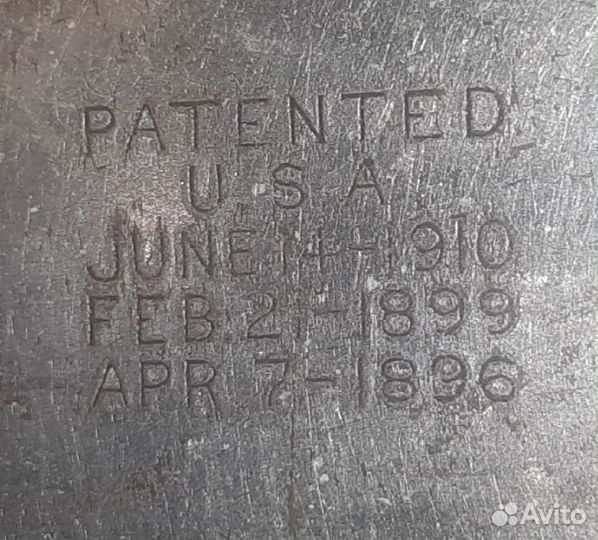 PATENTED
U.S.A
JUNE 14-1910
FEB. 21-1899
APR 7-1896
Avito